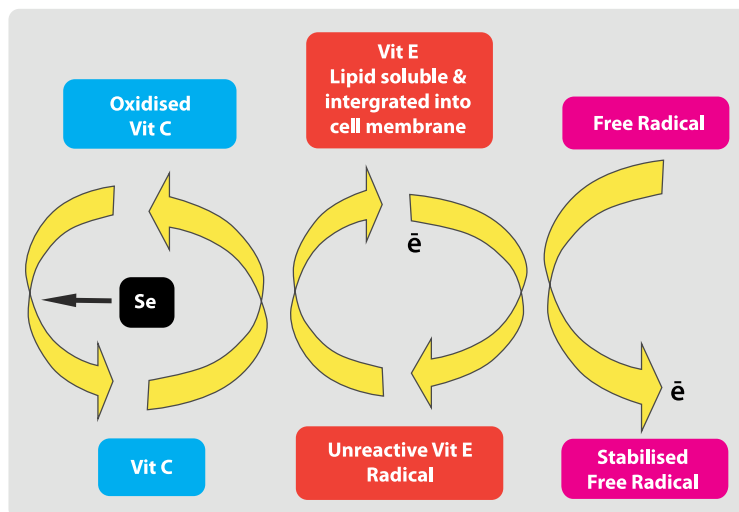 Oxidised
Vit C
Vit E
Lipid soluble &
intergrated into
cell membrane
Free Radical
ē
Se
ē
Vit C
Unreactive Vit E
Radical
Stabilised
Free Radical